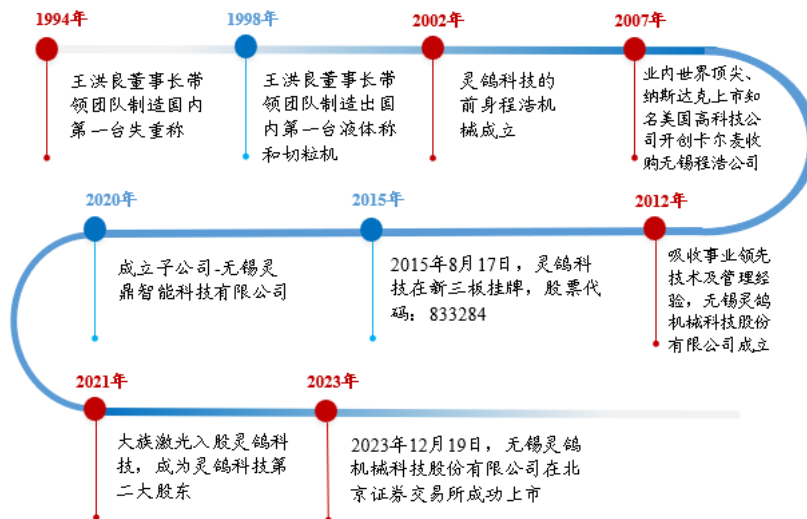 1994年
王洪良董事长带
领团队制造国内
第一台失重称
1998年
王洪良董事长带
领团队制造出国
内第一台液体称
和切粒机
2002年
灵鸽科技的
前身程浩机
械成立
2007年
业内世界顶尖、
纳斯达克上市知
名美国高科技公
司开创卡尔麦收
购无锡程浩公司
2012年
吸收事业领先
技术及管理经
验，无锡灵鸽
机械科技股份
有限公司成立
2015年
2015年8月17日，灵鸽科
技在新三板挂牌，股票代
码：833284
2020年
成立子公司-无锡灵
鼎智能科技有限公司
2021年
大族激光入股灵鸽科
技，成为灵鸽科技第
二大股东
2023年
2023年12月19日，无锡灵鸽
机械科技股份有限公司在北
京证券交易所成功上市